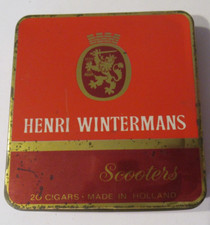 HENRI WINTERMANS
Scooters
20 CIGARS - MADE IN HOLLAND